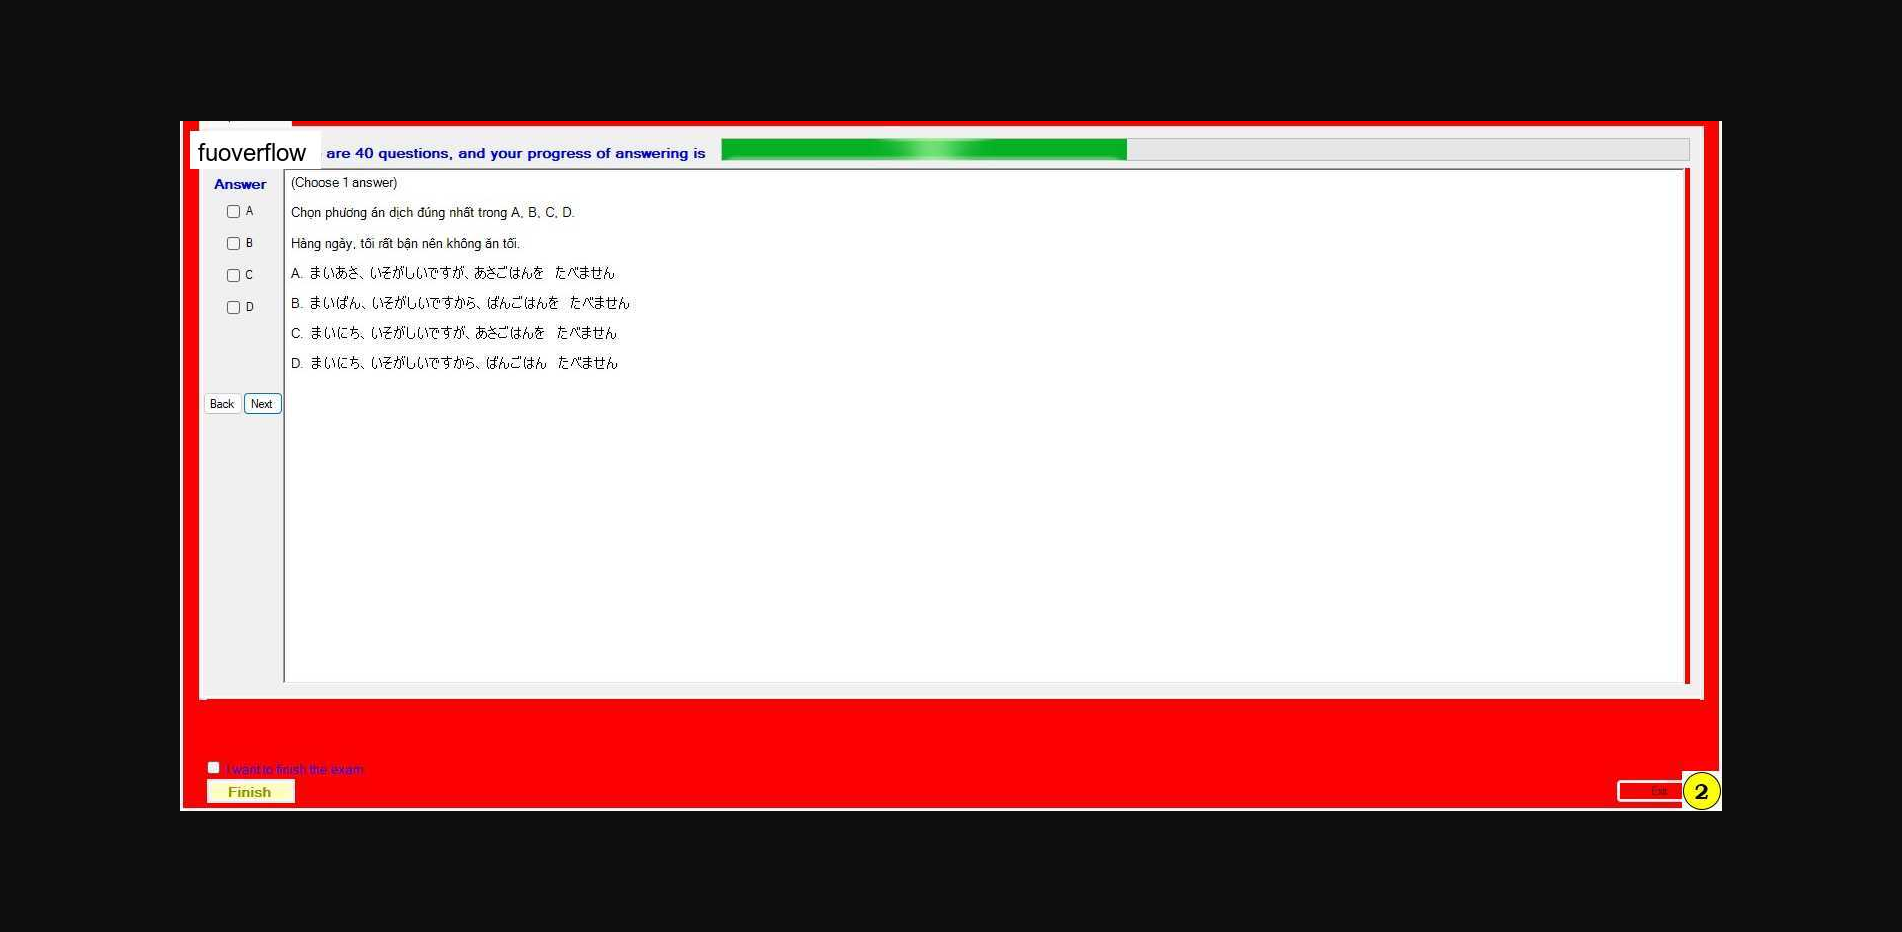 fuoverflow are 40 questions, and your progress of answering is
Answer
(Choose 1 answer)
A
Chọn phương án dịch đúng nhất trong A, B, C, D.
B
Hàng ngày, tôi rất bận nên không ăn tối.
C
A. まいあさ、いそがしいですが、あさごはんを たべません
B. まいばん、いそがしいですから、ばんごはんを たべません
D
C. まいにち、いそがしいですが、あさごはんを たべません
D. まいにち、いそがしいですから、ばんごはん たべません
Back Next
I want to finish the exam
Finish
Exit
2